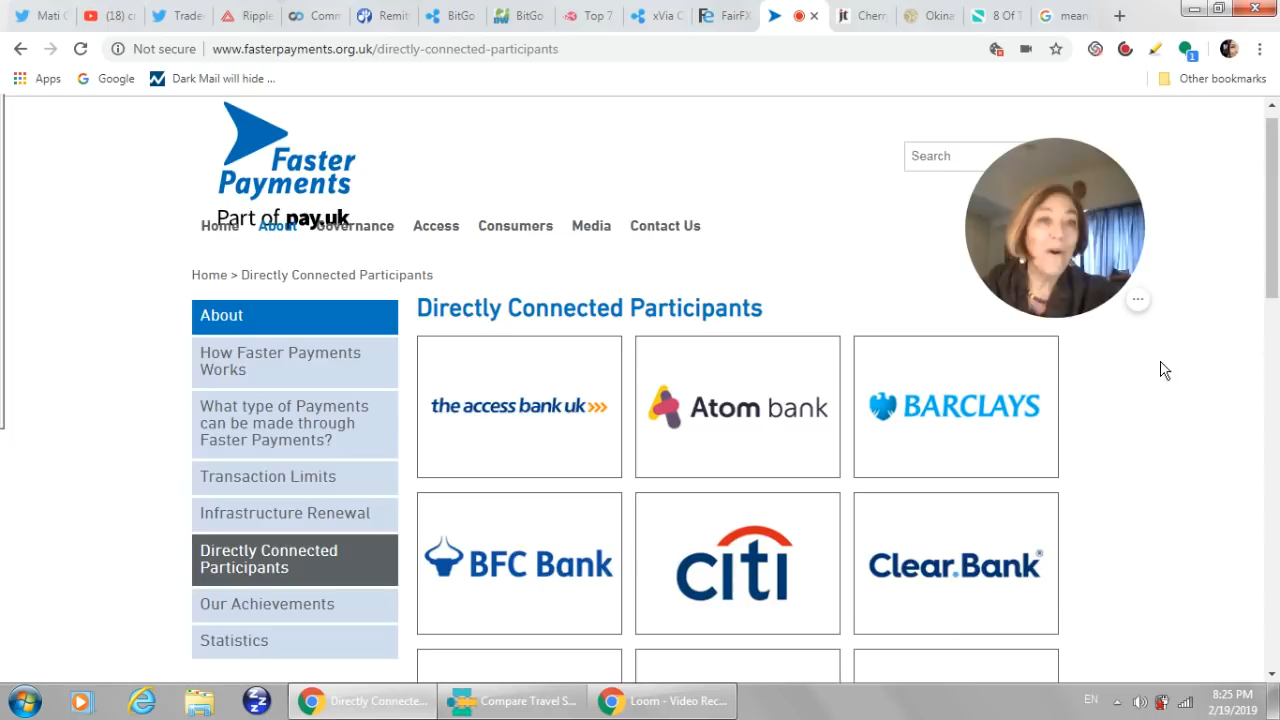 Mati C
(31) c
Trade
Ripple
Comm
Remit
BitGo
BitGo
Top 7
xVia C
FairFX
Cherry
Okina
8 Of T
mean
Not secure
www.fasterpayments.org.uk/directly-connected-participants
1
Apps
Google
Dark Mail will hide ...
Other bookmarks
Faster
Payments
Part of pay.uk
Search
Home
About
Governance
Access
Consumers
Media
Contact Us
Home > Directly Connected Participants
About
How Faster Payments
Works
What type of Payments
can be made through
Faster Payments?
Transaction Limits
Infrastructure Renewal
Directly Connected
Participants
Our Achievements
Statistics
Directly Connected Participants
the access bank uk
Atom bank
BARCLAYS
BFC Bank
citi
Clear.Bank®
Directly Connecte...
Compare Travel S...
Loom - Video Rec...
EN
8:25 PM
2/19/2019